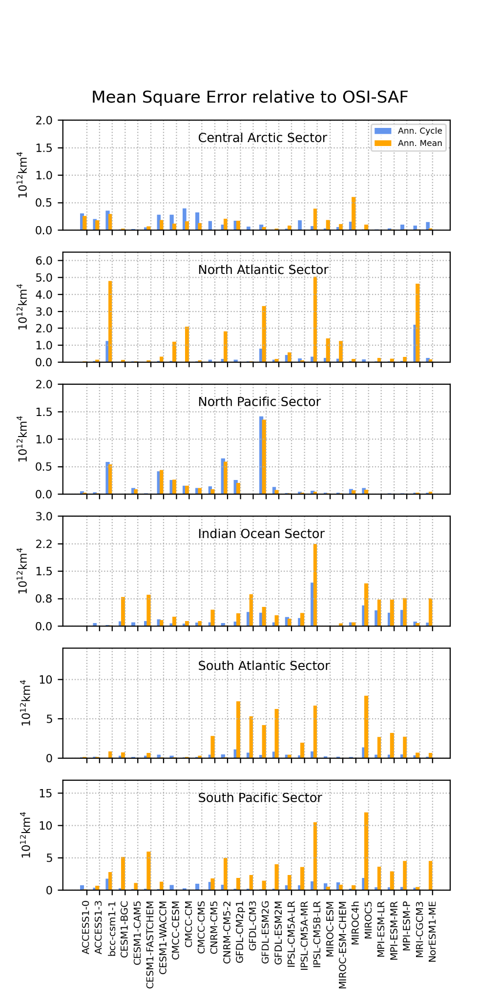 Mean Square Error relative to OSI-SAF
Central Arctic Sector
Ann. Cycle
Ann. Mean
10¹²km⁴
2.0
1.5
1.0
0.5
0.0
North Atlantic Sector
10¹²km⁴
6.0
5.0
4.0
3.0
2.0
1.0
0.0
North Pacific Sector
10¹²km⁴
2.0
1.5
1.0
0.5
0.0
Indian Ocean Sector
10¹²km⁴
3.0
2.2
1.5
0.8
0.0
South Atlantic Sector
10¹²km⁴
10
5
0
South Pacific Sector
10¹²km⁴
15
10
5
0
ACCESS1-0
ACCESS1-3
bcc-csm1-1
CESM1-BGC
CESM1-CAM5
CESM1-FASTCHEM
CESM1-WACCM
CMCC-CESM
CMCC-CM
CMCC-CMS
CNRM-CM5
CNRM-CM5-2
GFDL-CM2p1
GFDL-CM3
GFDL-ESM2G
GFDL-ESM2M
IPSL-CM5A-LR
IPSL-CM5A-MR
IPSL-CM5B-LR
MIROC-ESM
MIROC-ESM-CHEM
MIROC4h
MIROC5
MPI-ESM-LR
MPI-ESM-MR
MPI-ESM-P
MRI-CGCM3
NorESM1-ME